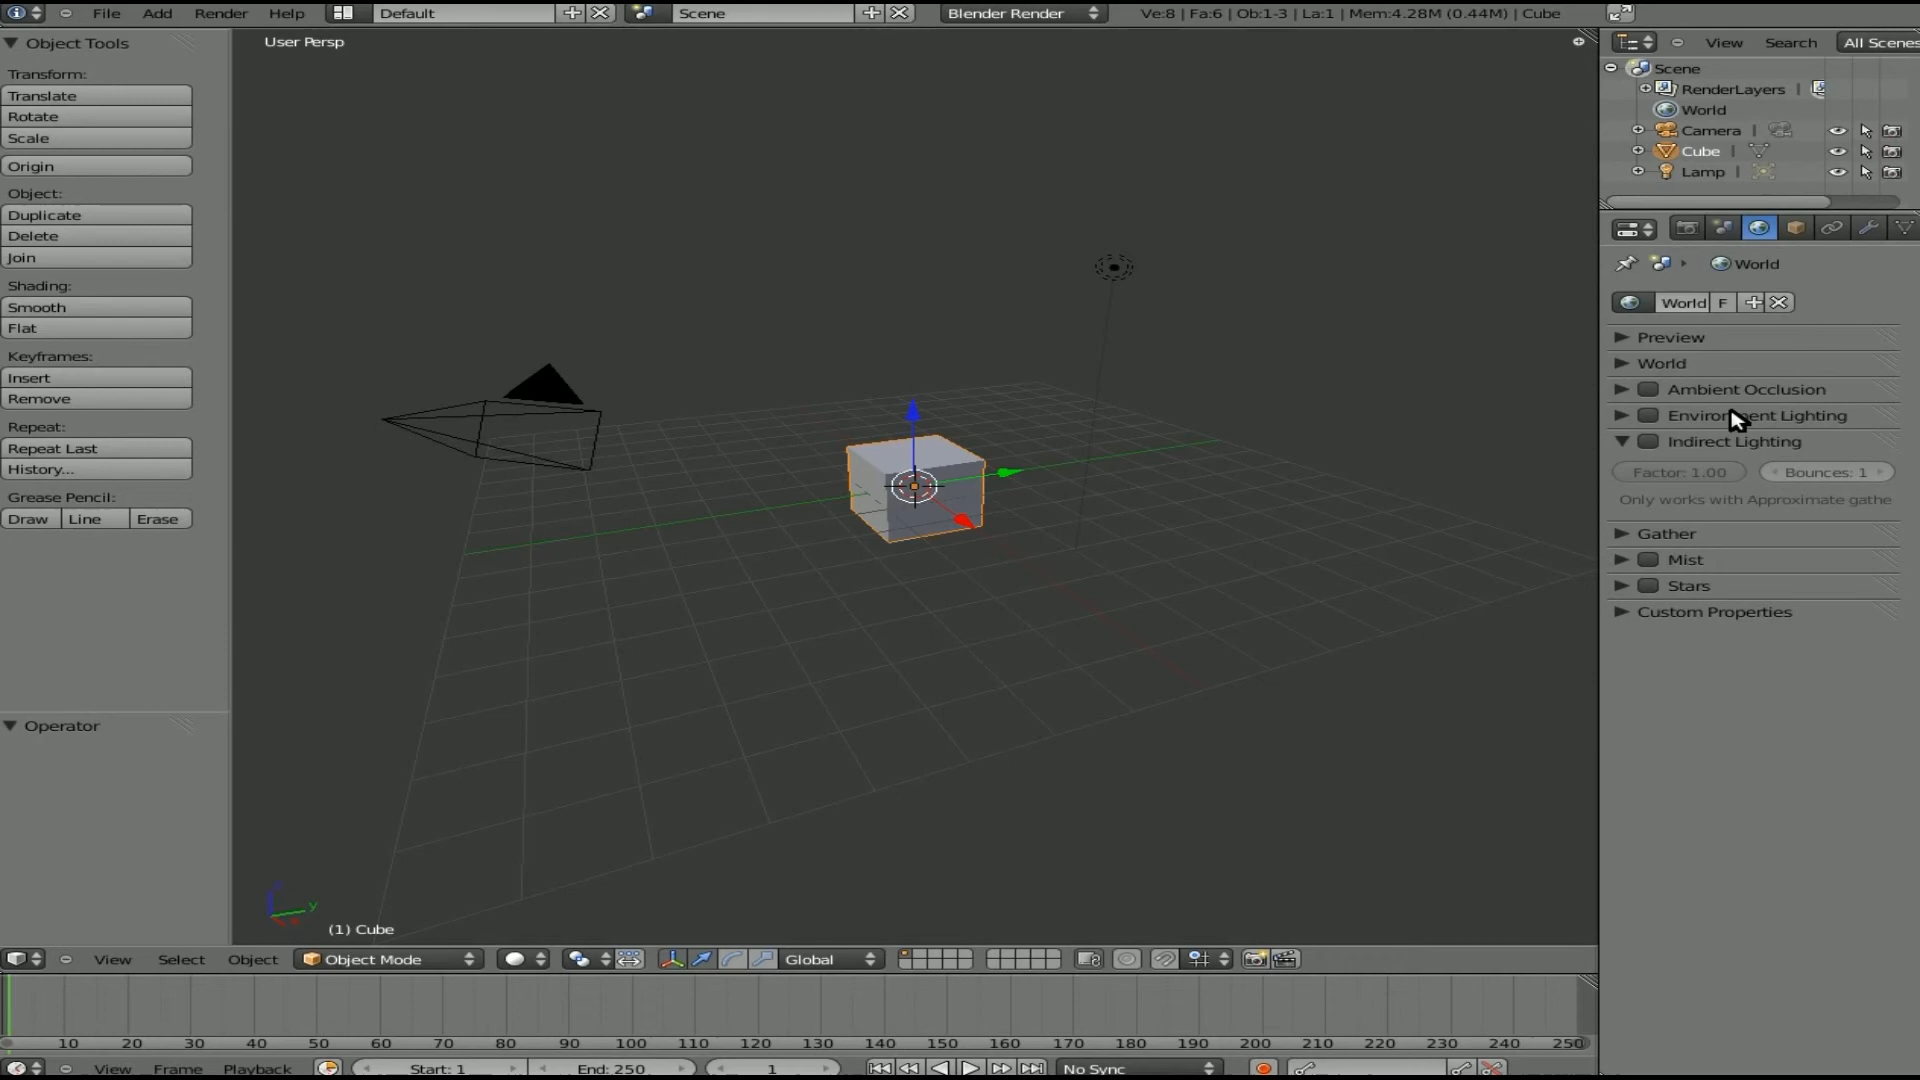 File Add Render Help Default Scene Blender Render Ve:8 | Fa:6 | Ob:1-3 | La:1 | Mem:4.28M (0.44M) | Cube
Object Tools
Transform:
Translate
Rotate
Scale
Origin
Object:
Duplicate
Delete
Join
Shading:
Smooth
Flat
Keyframes:
Insert
Remove
Repeat:
Repeat Last
History...
Grease Pencil:
Draw Line Erase
Operator
User Persp
(1) Cube
View Search All Scenes
Scene
RenderLayers |
World
Camera |
Cube |
Lamp |
World
World F
Preview
World
Ambient Occlusion
Environment Lighting
Indirect Lighting
Factor: 1.00 Bounces: 1
Only works with Approximate gathe
Gather
Mist
Stars
Custom Properties
View Select Object Object Mode Global
10 20 30 40 50 60 70 80 90 100 110 120 130 140 150 160 170 180 190 200 210 220 230 240 250
View Frame Playback Start: 1 End: 250 1 No Sync